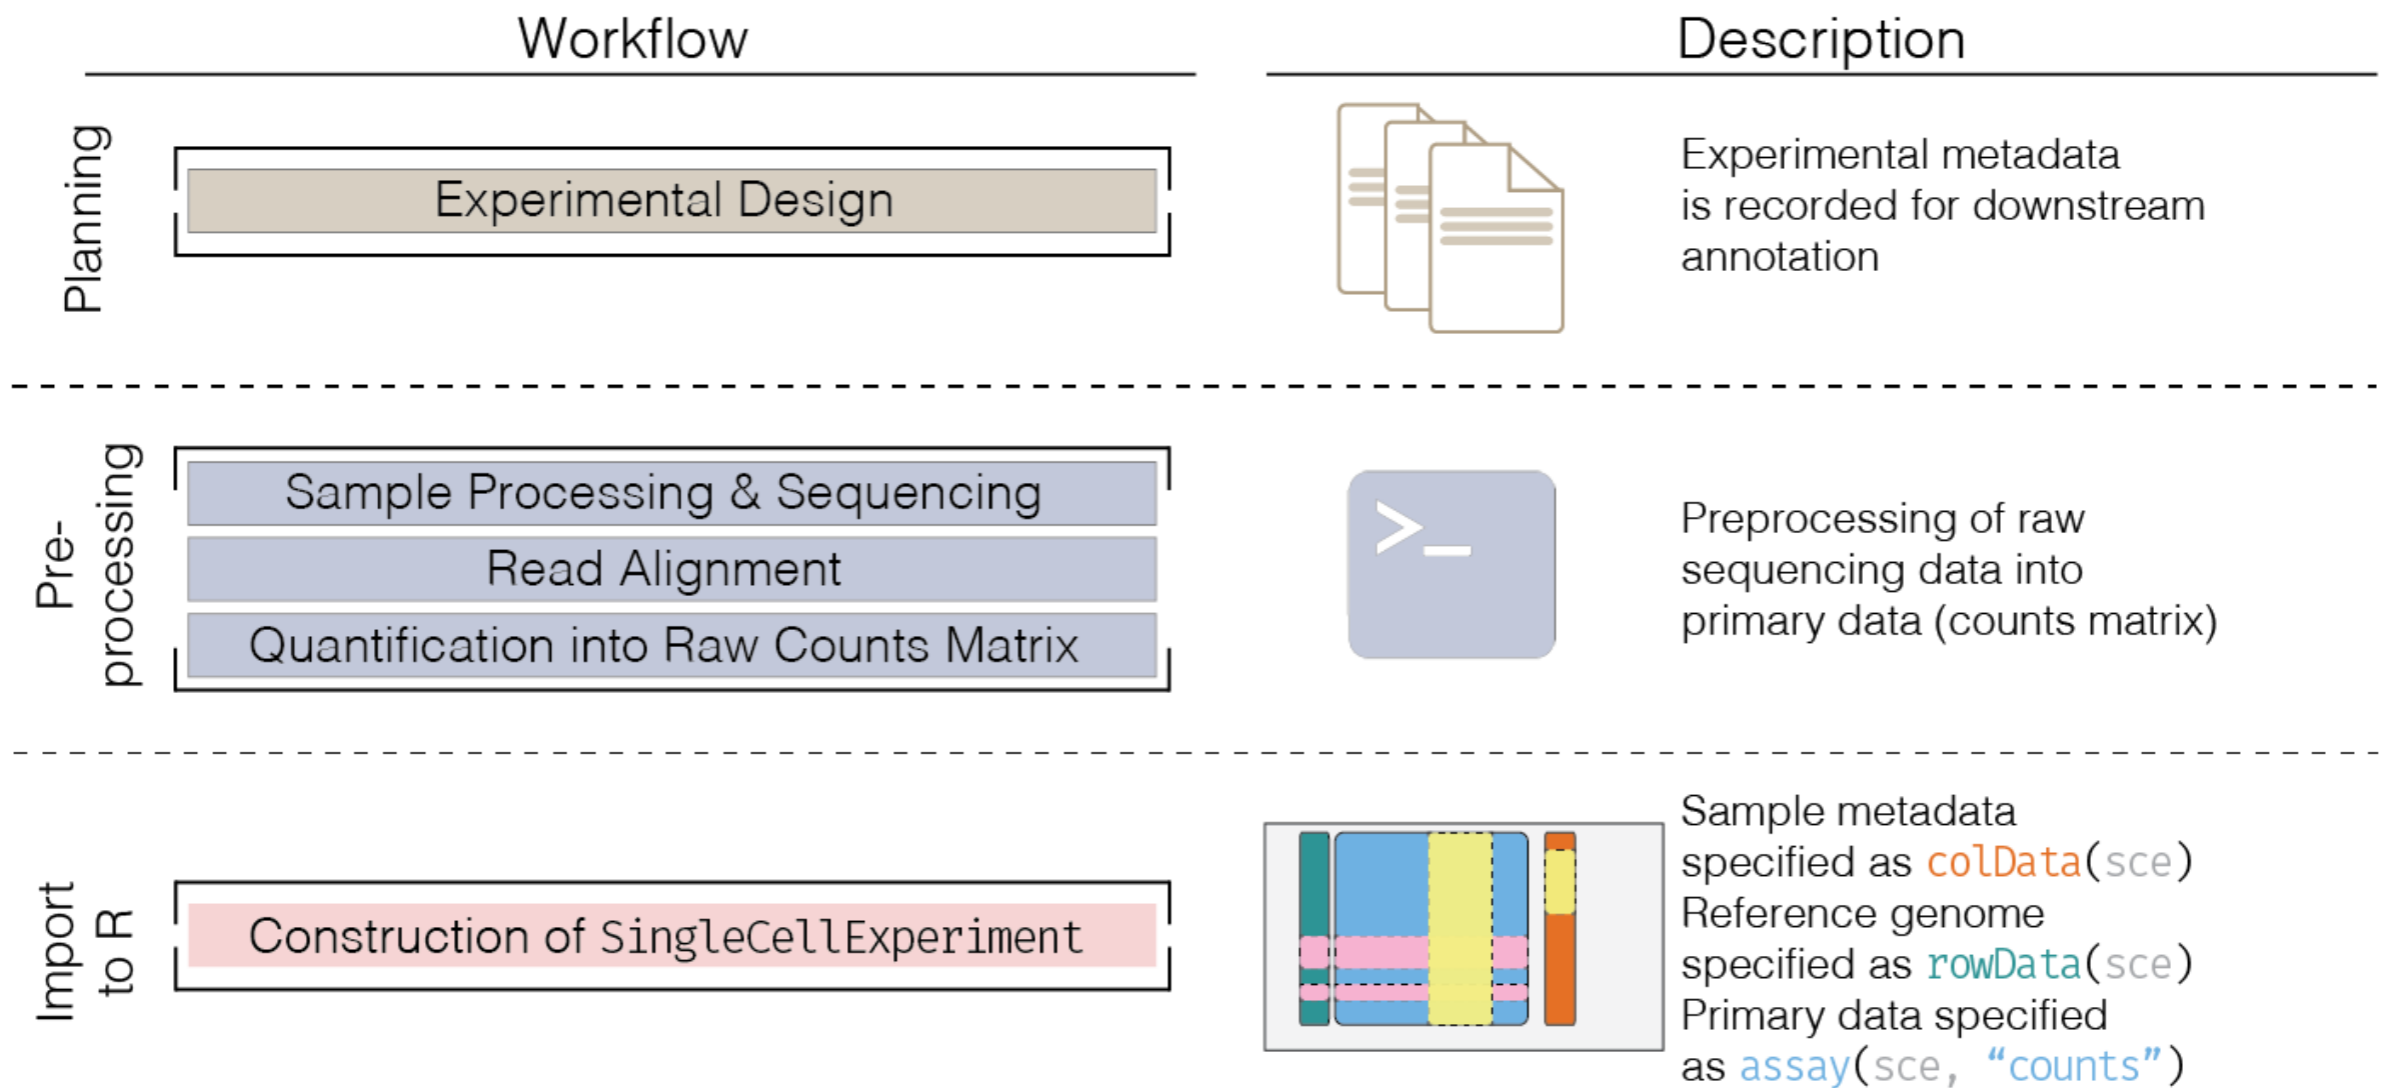 Workflow
Description
Planning
Experimental Design
Experimental metadata
is recorded for downstream
annotation
Pre-
processing
Sample Processing & Sequencing
Read Alignment
Quantification into Raw Counts Matrix
>_
Preprocessing of raw
sequencing data into
primary data (counts matrix)
Import
to R
Construction of SingleCellExperiment
Sample metadata
specified as colData(sce)
Reference genome
specified as rowData(sce)
Primary data specified
as assay(sce, “counts”)